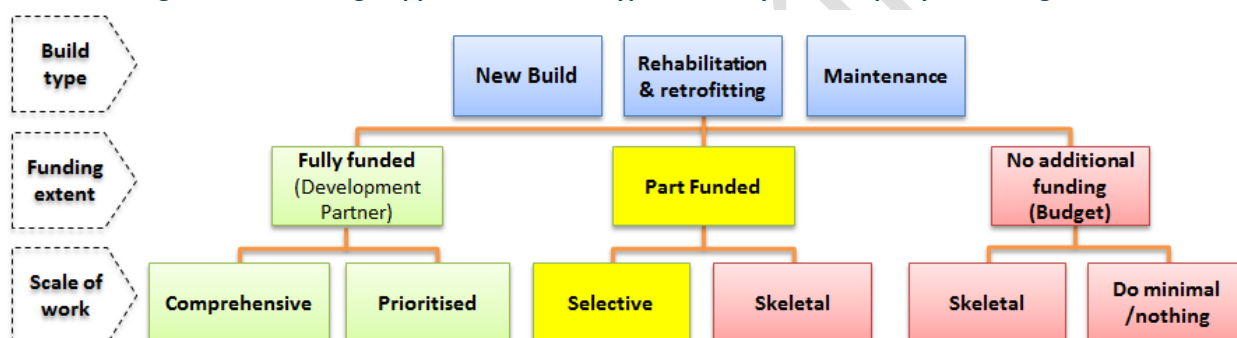 Build
type
New Build
Rehabilitation
& retrofitting
Maintenance
Funding
extent
Fully funded
(Development
Partner)
Part Funded
No additional
funding
(Budget)
Scale of
work
Comprehensive
Prioritised
Selective
Skeletal
Skeletal
Do minimal
/nothing